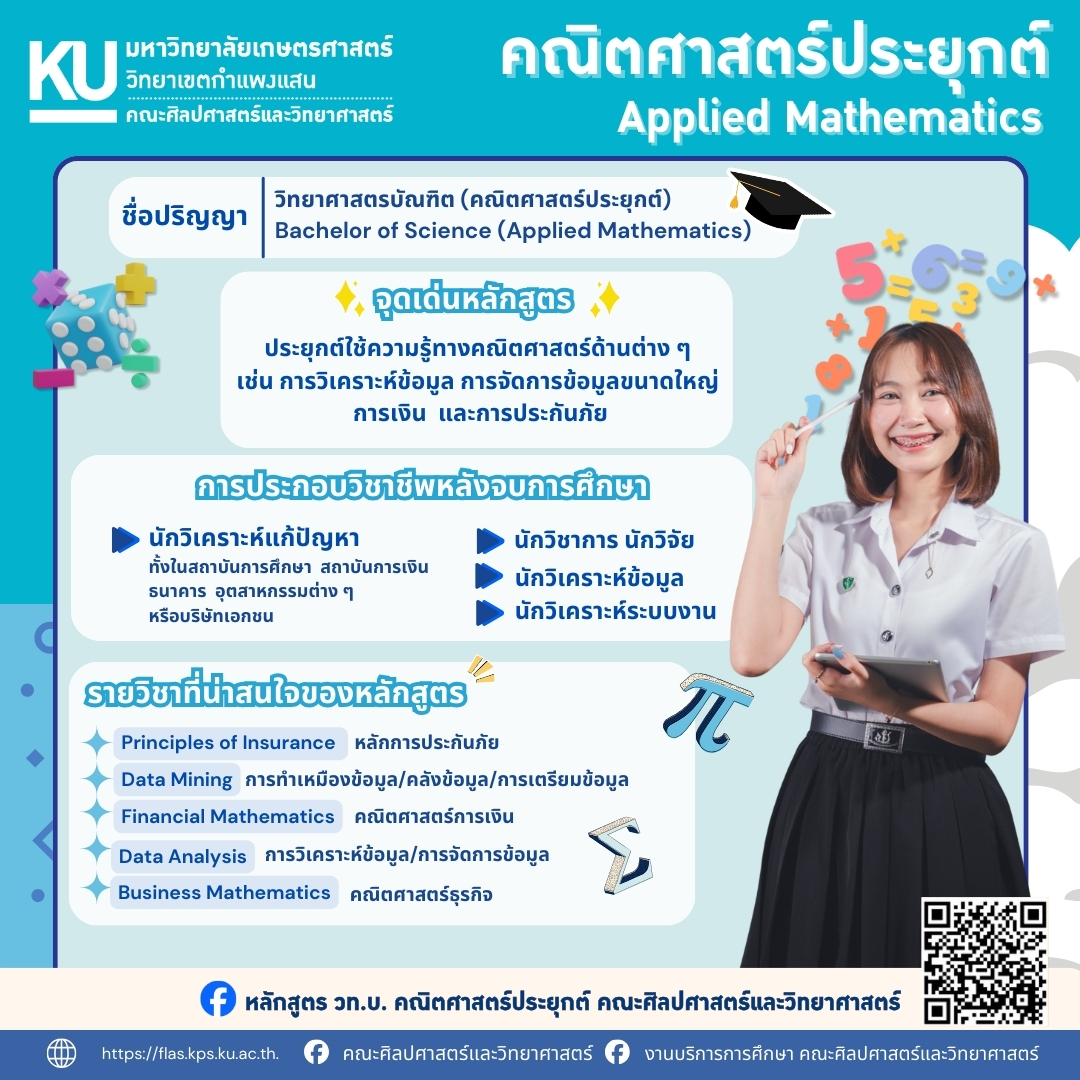 KU
มหาวิทยาลัยเกษตรศาสตร์
วิทยาเขตกำแพงแสน
คณะศิลปศาสตร์และวิทยาศาสตร์
คณิตศาสตร์ประยุกต์
Applied Mathematics
ชื่อปริญญา
วิทยาศาสตรบัณฑิต (คณิตศาสตร์ประยุกต์)
Bachelor of Science (Applied Mathematics)
จุดเด่นหลักสูตร
ประยุกต์ใช้ความรู้ทางคณิตศาสตร์ด้านต่าง ๆ
เช่น การวิเคราะห์ข้อมูล การจัดการข้อมูลขนาดใหญ่
การเงิน และการประกันภัย
การประกอบวิชาชีพหลังจบการศึกษา
นักวิเคราะห์แก้ปัญหา
ทั้งในสถาบันการศึกษา สถาบันการเงิน
ธนาคาร อุตสาหกรรมต่าง ๆ
หรือบริษัทเอกชน
นักวิชาการ นักวิจัย
นักวิเคราะห์ข้อมูล
นักวิเคราะห์ระบบงาน
รายวิชาที่น่าสนใจของหลักสูตร
Principles of Insurance หลักการประกันภัย
Data Mining การทำเหมืองข้อมูล/คลังข้อมูล/การเตรียมข้อมูล
Financial Mathematics คณิตศาสตร์การเงิน
Data Analysis การวิเคราะห์ข้อมูล/การจัดการข้อมูล
Business Mathematics คณิตศาสตร์ธุรกิจ
π
Σ
หลักสูตร วท.บ. คณิตศาสตร์ประยุกต์ คณะศิลปศาสตร์และวิทยาศาสตร์
https://flas.kps.ku.ac.th. คณะศิลปศาสตร์และวิทยาศาสตร์ งานบริการการศึกษา คณะศิลปศาสตร์และวิทยาศาสตร์